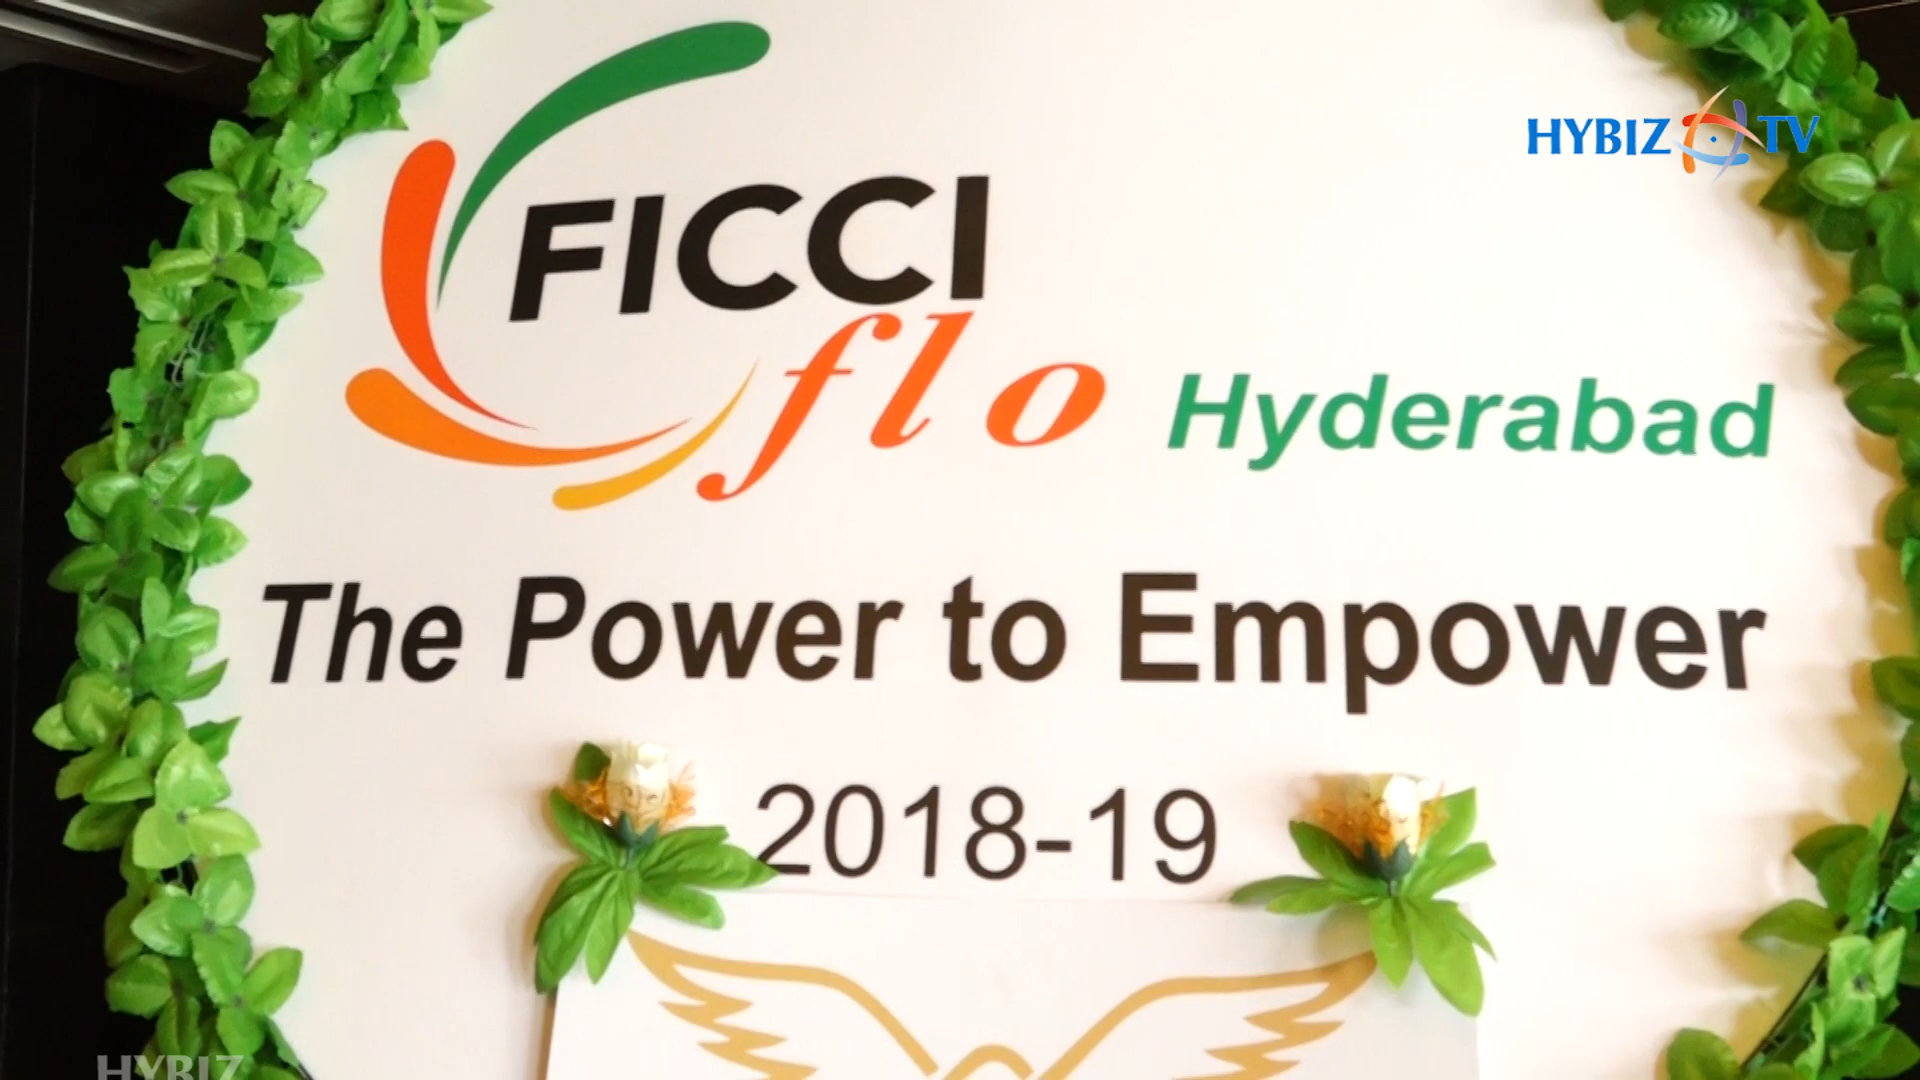 HYBIZ TV
FICCI
flo Hyderabad
The Power to Empower
2018-19
HYBIZ